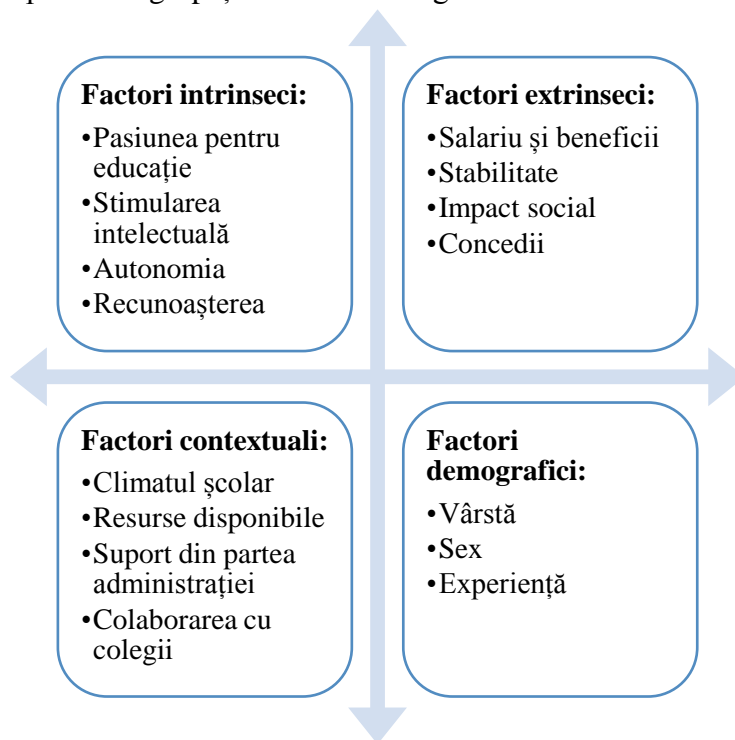 Factori intrinseci:
•Pasiunea pentru
educație
•Stimularea
intelectuală
•Autonomia
•Recunoașterea
Factori extrinseci:
•Salariu și beneficii
•Stabilitate
•Impact social
•Concedii
Factori contextuali:
•Climatul școlar
•Resurse disponibile
•Suport din partea
administrației
•Colaborarea cu
colegii
Factori
demografici:
•Vârstă
•Sex
•Experiență